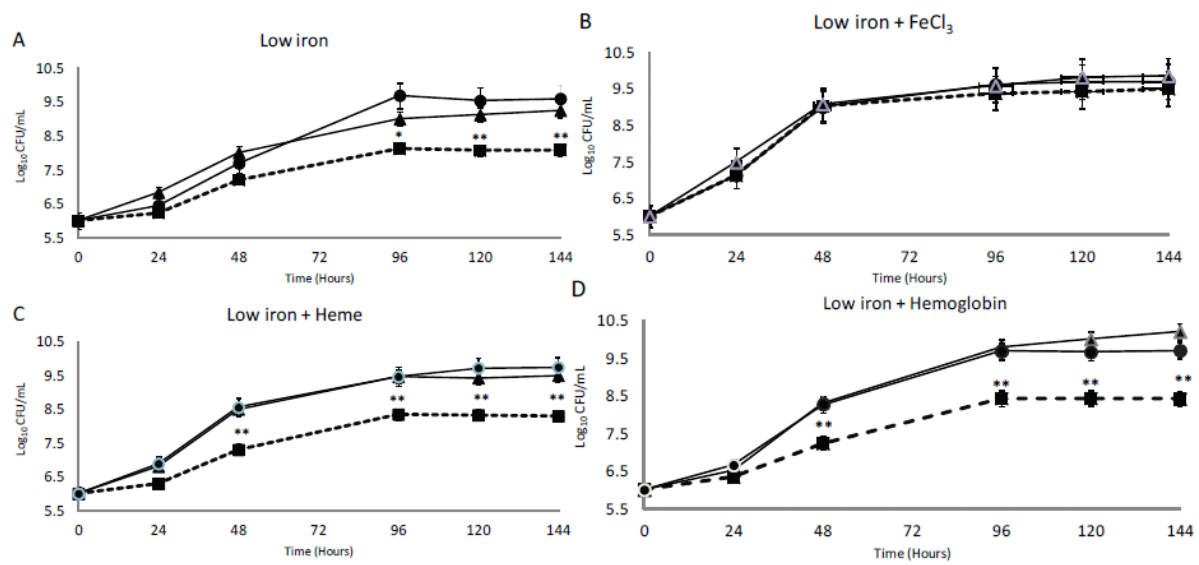 A
Low iron
Log₁₀ CFU/mL
10.5
9.5
8.5
7.5
6.5
5.5
* ** **
0 24 48 72 96 120 144
Time (Hours)
B
Low iron + FeCl₃
Log₁₀ CFU/mL
10.5
9.5
8.5
7.5
6.5
5.5
0 24 48 72 96 120 144
Time (Hours)
C
Low iron + Heme
Log₁₀ CFU/mL
10.5
9.5
8.5
7.5
6.5
5.5
** ** ** **
0 24 48 72 96 120 144
Time (Hours)
D
Low iron + Hemoglobin
Log₁₀ CFU/mL
10.5
9.5
8.5
7.5
6.5
5.5
** ** ** **
0 24 48 72 96 120 144
Time (Hours)